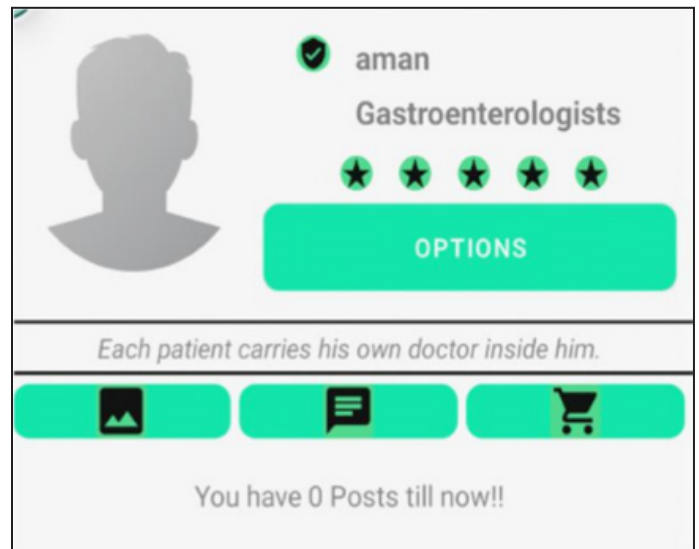 aman
Gastroenterologists
OPTIONS
Each patient carries his own doctor inside him.
You have 0 Posts till now!!